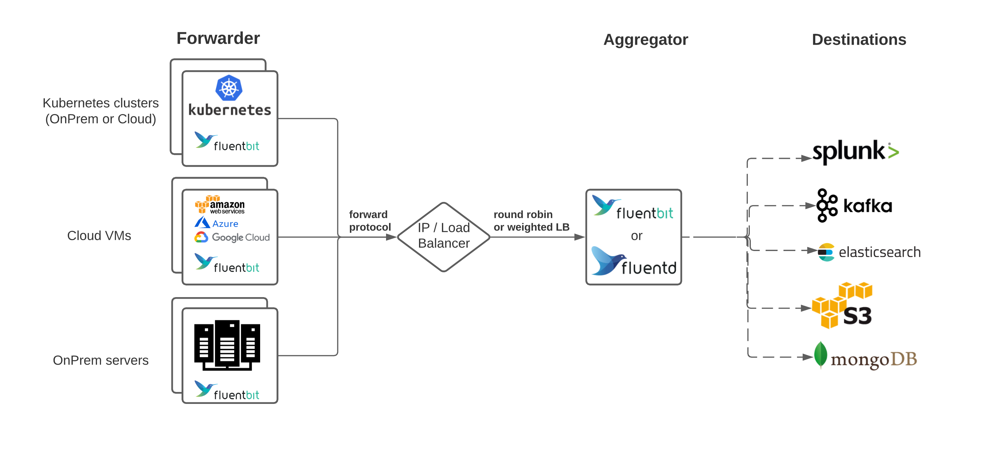 Forwarder
Aggregator
Destinations
Kubernetes clusters
(OnPrem or Cloud)
kubernetes
fluentbit
Cloud VMs
amazon
webservices
Azure
Google Cloud
fluentbit
OnPrem servers
fluentbit
forward
protocol
IP / Load
Balancer
round robin
or weighted LB
fluentbit
or
fluentd
splunk>®
kafka
elasticsearch
S3
mongoDB